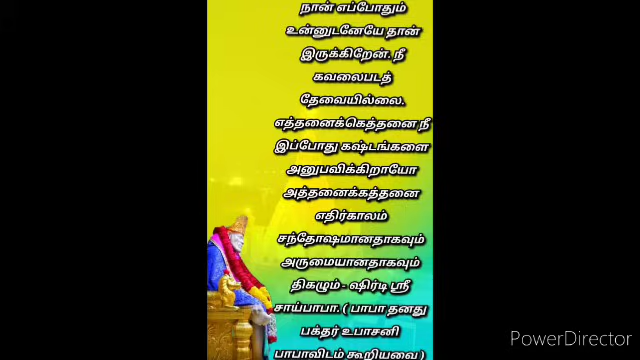 நான் எப்போதும்
உன்னுடனேயே தான்
இருக்கிறேன். நீ
கவலைபடத்
தேவையில்லை.
எத்தனைக்கெத்தனை நீ
இப்போது கஷ்டங்களை
அனுபவிக்கிறாயோ
அத்தனைக்கத்தனை
எதிர்காலம்
சந்தோஷமானதாகவும்
அருமையானதாகவும்
திகழும் - ஷிர்டி ஸ்ரீ
சாய்பாபா. ( பாபா தனது
பக்தர் உபாசனி
பாபாவிடம் கூறியவை )
PowerDirector